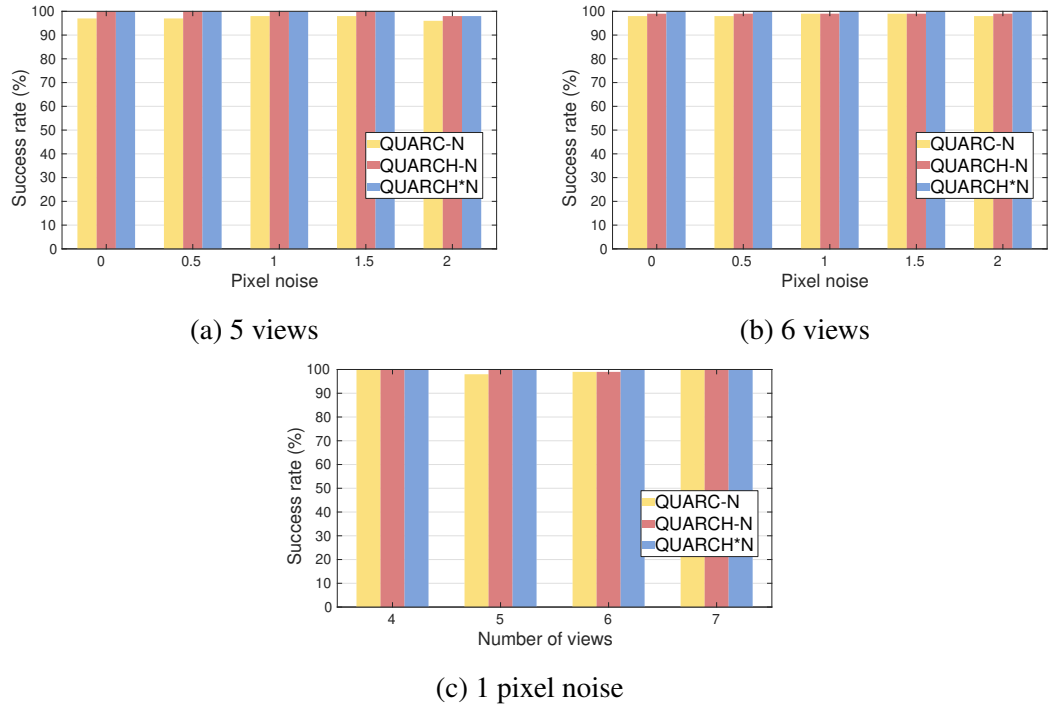 100
90
80
70
60
50
40
30
20
10
0
Success rate (%)
QUARC-N
QUARCH-N
QUARCH*N
0 0.5 1 1.5 2
Pixel noise
(a) 5 views
100
90
80
70
60
50
40
30
20
10
0
Success rate (%)
QUARC-N
QUARCH-N
QUARCH*N
0 0.5 1 1.5 2
Pixel noise
(b) 6 views
100
90
80
70
60
50
40
30
20
10
0
Success rate (%)
QUARC-N
QUARCH-N
QUARCH*N
4 5 6 7
Number of views
(c) 1 pixel noise